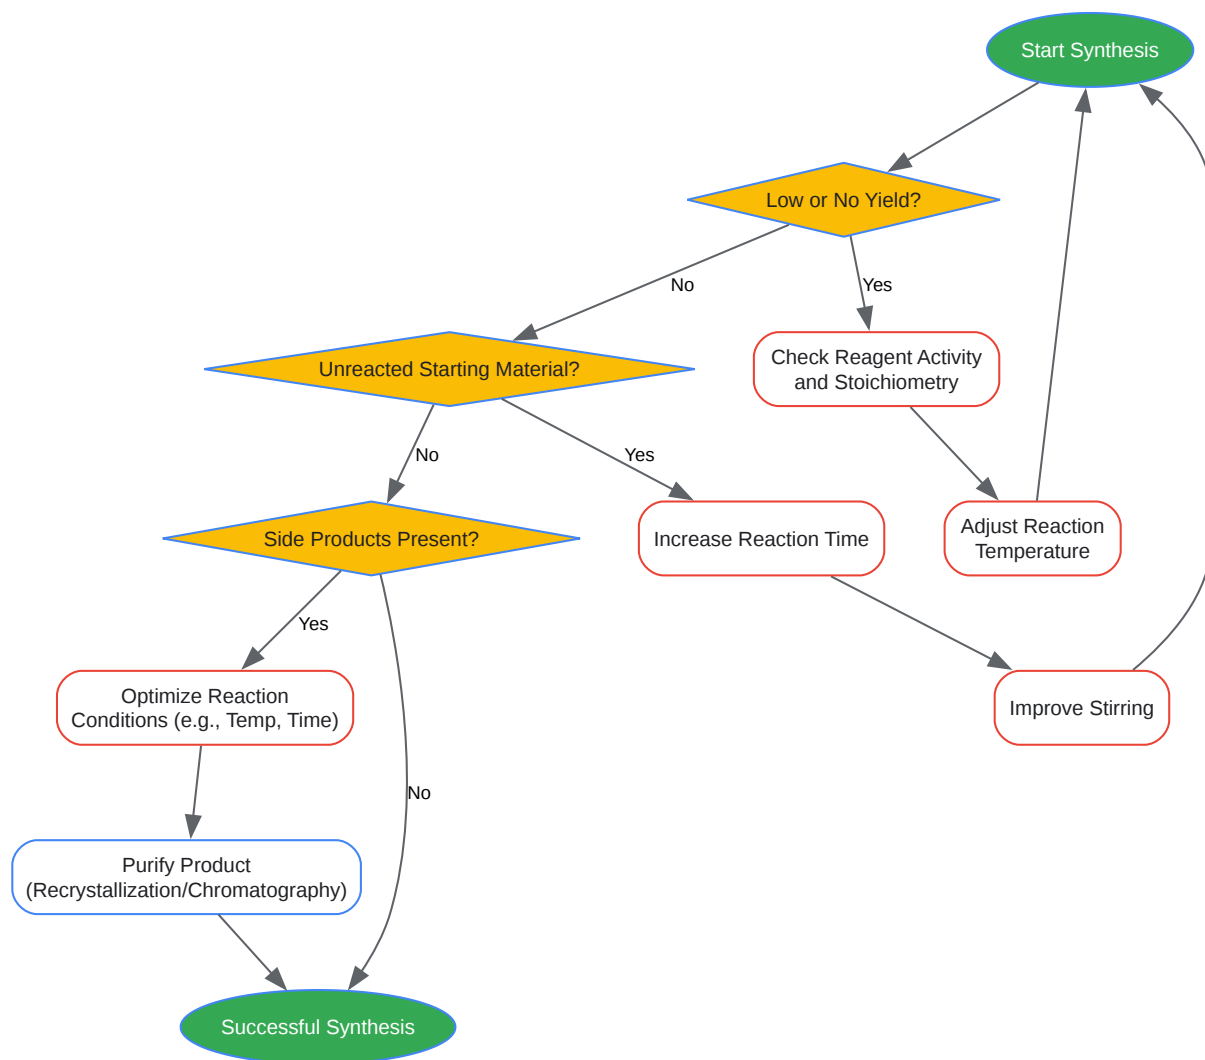 Start Synthesis
Low or No Yield?
No
Yes
Unreacted Starting Material?
Check Reagent Activity
and Stoichiometry
No
Yes
Side Products Present?
Increase Reaction Time
Adjust Reaction
Temperature
Yes
Optimize Reaction
Conditions (e.g., Temp, Time)
Improve Stirring
No
Purify Product
(Recrystallization/Chromatography)
Successful Synthesis